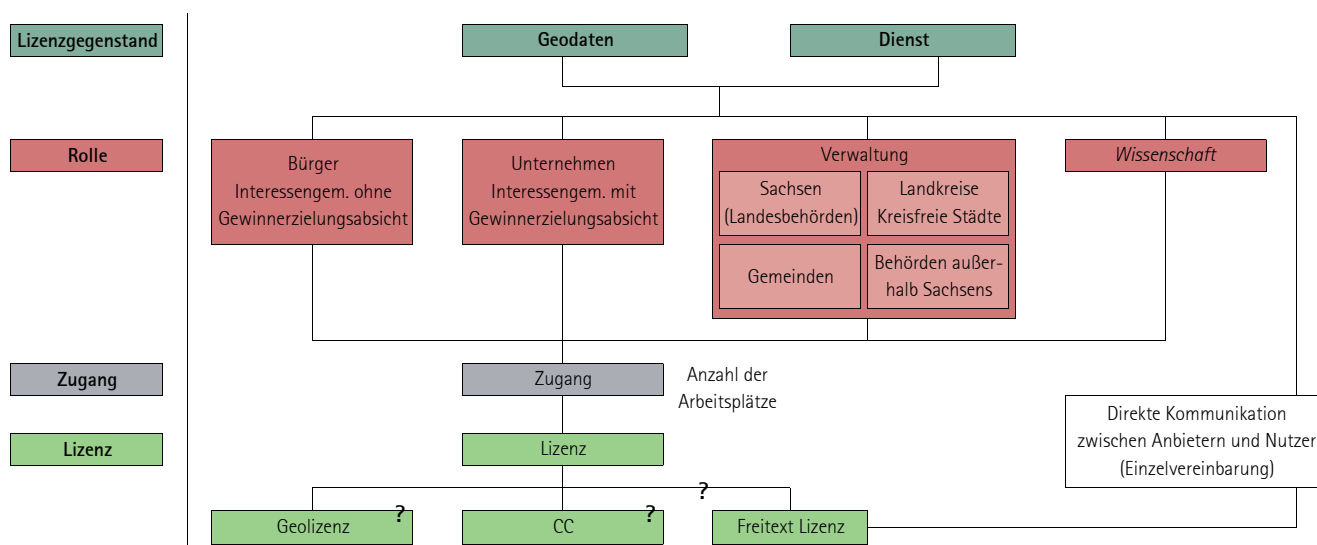 Lizenzgegenstand
Geodaten
Dienst
Rolle
Bürger
Interessengem. ohne
Gewinnerzielungsabsicht
Unternehmen
Interessengem. mit
Gewinnerzielungsabsicht
Verwaltung
Sachsen
(Landesbehörden)
Landkreise
Kreisfreie Städte
Gemeinden
Behörden außer-
halb Sachsens
Wissenschaft
Zugang
Zugang
Anzahl der
Arbeitsplätze
Direkte Kommunikation
zwischen Anbietern und Nutzer
(Einzelvereinbarung)
Lizenz
Lizenz
?
Geolizenz
?
CC
?
Freitext Lizenz